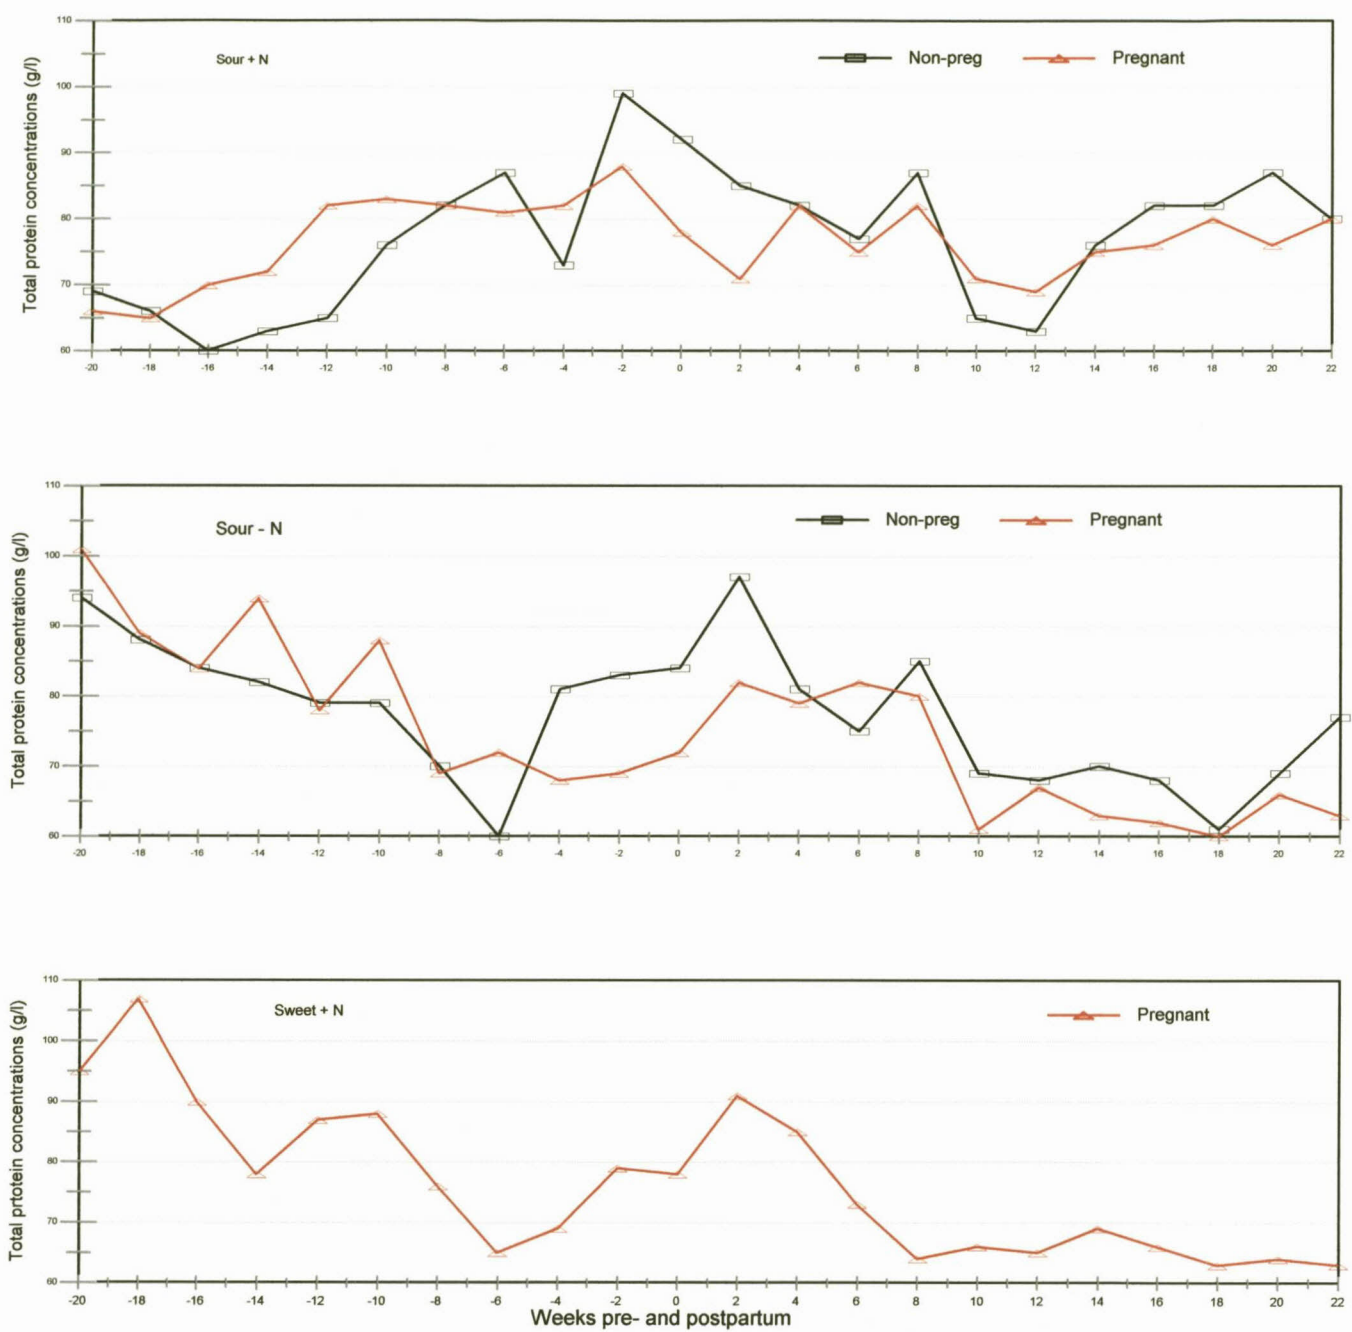 Total protein concentrations (g/l)
110
100
90
80
70
60
Sour + N
Non-preg
Pregnant
-20 -18 -16 -14 -12 -10 -8 -6 -4 -2 0 2 4 6 8 10 12 14 16 18 20 22
Total protein concentrations (g/l)
110
100
90
80
70
60
Sour - N
Non-preg
Pregnant
-20 -18 -16 -14 -12 -10 -8 -6 -4 -2 0 2 4 6 8 10 12 14 16 18 20 22
Total prtotein concentrations (g/l)
110
100
90
80
70
60
Sweet + N
Pregnant
-20 -18 -16 -14 -12 -10 -8 -6 -4 -2 0 2 4 6 8 10 12 14 16 18 20 22
Weeks pre- and postpartum